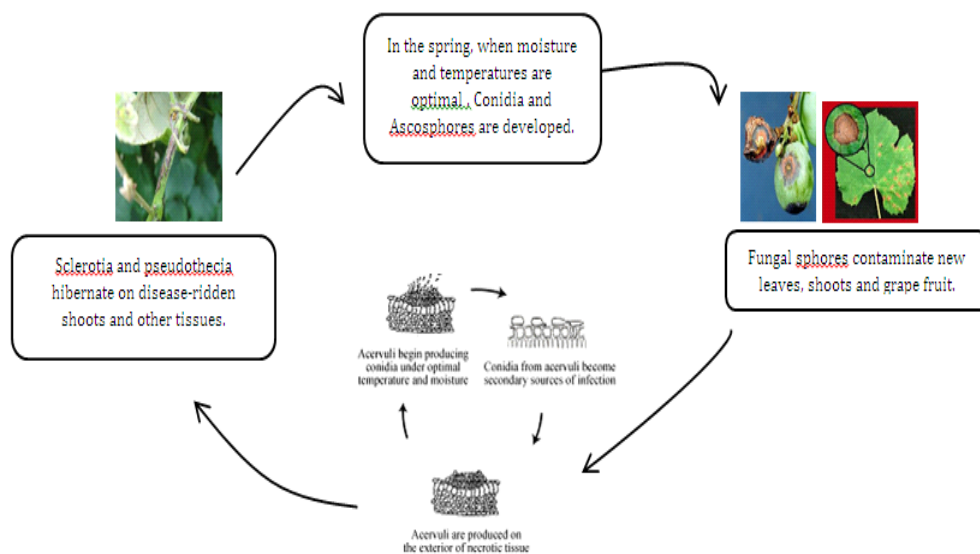 In the spring, when moisture
and temperatures are
optimal , Conidia and
Ascosphores are developed.
Fungal sphores contaminate new
leaves, shoots and grape fruit.
Sclerotia and pseudothecia
hibernate on disease-ridden
shoots and other tissues.
Acervuli begin producing
conidia under optimal
temperature and moisture
Conidia from acervuli become
secondary sources of infection
Acervuli are produced on
the exterior of necrotic tissue